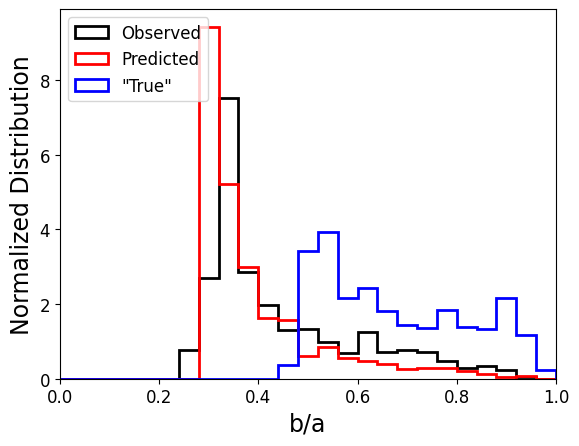 Observed
Predicted
"True"
Normalized Distribution
8
6
4
2
0
0.0 0.2 0.4 0.6 0.8 1.0
b/a